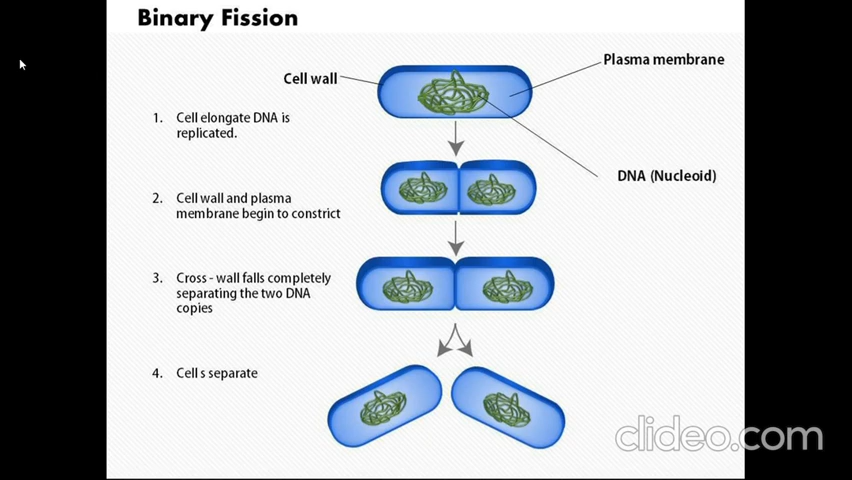 Binary Fission
Plasma membrane
Cell wall
1. Cell elongate DNA is
replicated.
DNA (Nucleoid)
2. Cell wall and plasma
membrane begin to constrict
3. Cross - wall falls completely
separating the two DNA
copies
4. Cell s separate
clideo.com